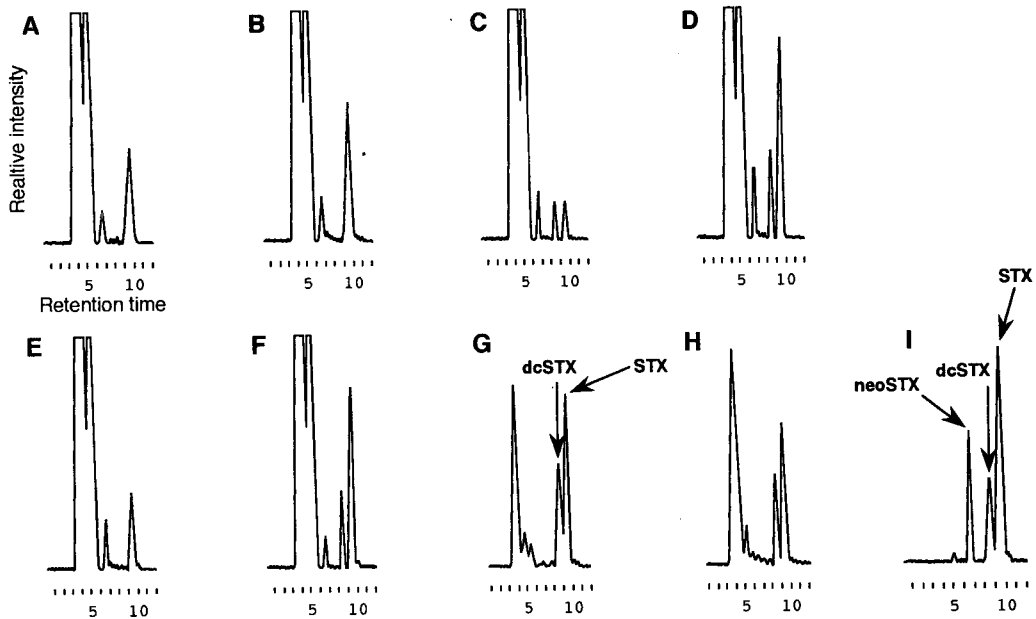 A
B
C
D
Realtive intensity
5 10
5 10
5 10
5 10
Retention time
STX
E
F
G
H
I
dcSTX
STX
dcSTX
neoSTX
5 10
5 10
5 10
5 10
5 10